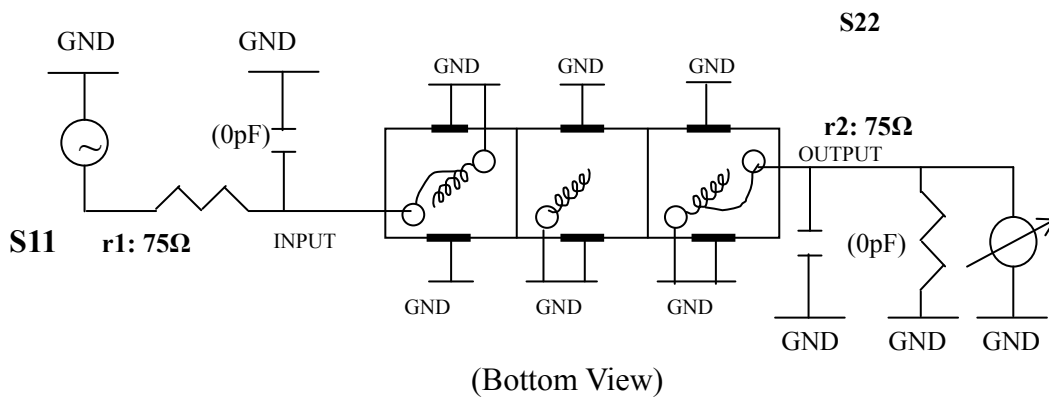 S22
GND
GND
GND
GND
GND
(0pF)
r2: 75Ω
OUTPUT
S11
r1: 75Ω
INPUT
(0pF)
GND
GND
GND
GND
GND
GND
(Bottom View)